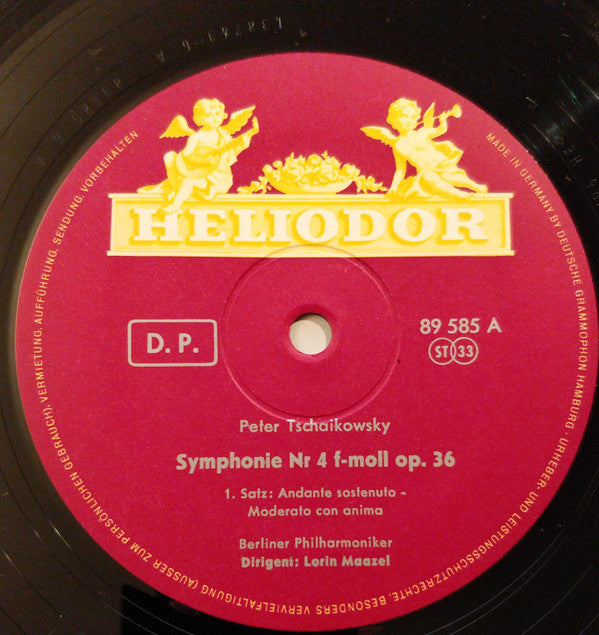 HELIODOR
D. P.
89 585 A
ST 33
Peter Tschaikowsky
Symphonie Nr 4 f-moll op. 36
1. Satz: Andante sostenuto -
Moderato con anima
Berliner Philharmoniker
Dirigent: Lorin Maazel
MADE IN GERMANY BY DEUTSCHE GRAMMOPHON HAMBURG · URHEBER- UND LEISTUNGSSCHUTZRECHTE, BESONDERS VERVIELFÄLTIGUNG (AUSSER ZUM PERSÖNLICHEN GEBRAUCH), VERMIETUNG, AUFFÜHRUNG, SENDUNG, VORBEHALTEN